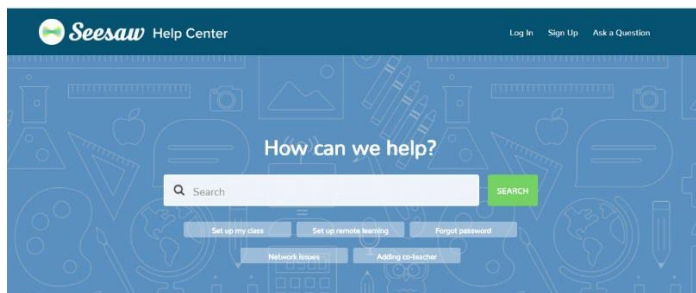 Seesaw Help Center
Log In Sign Up Ask a Question
How can we help?
Search SEARCH
Set up my class Set up remote learning Forgot password
Network issues Adding co-teacher